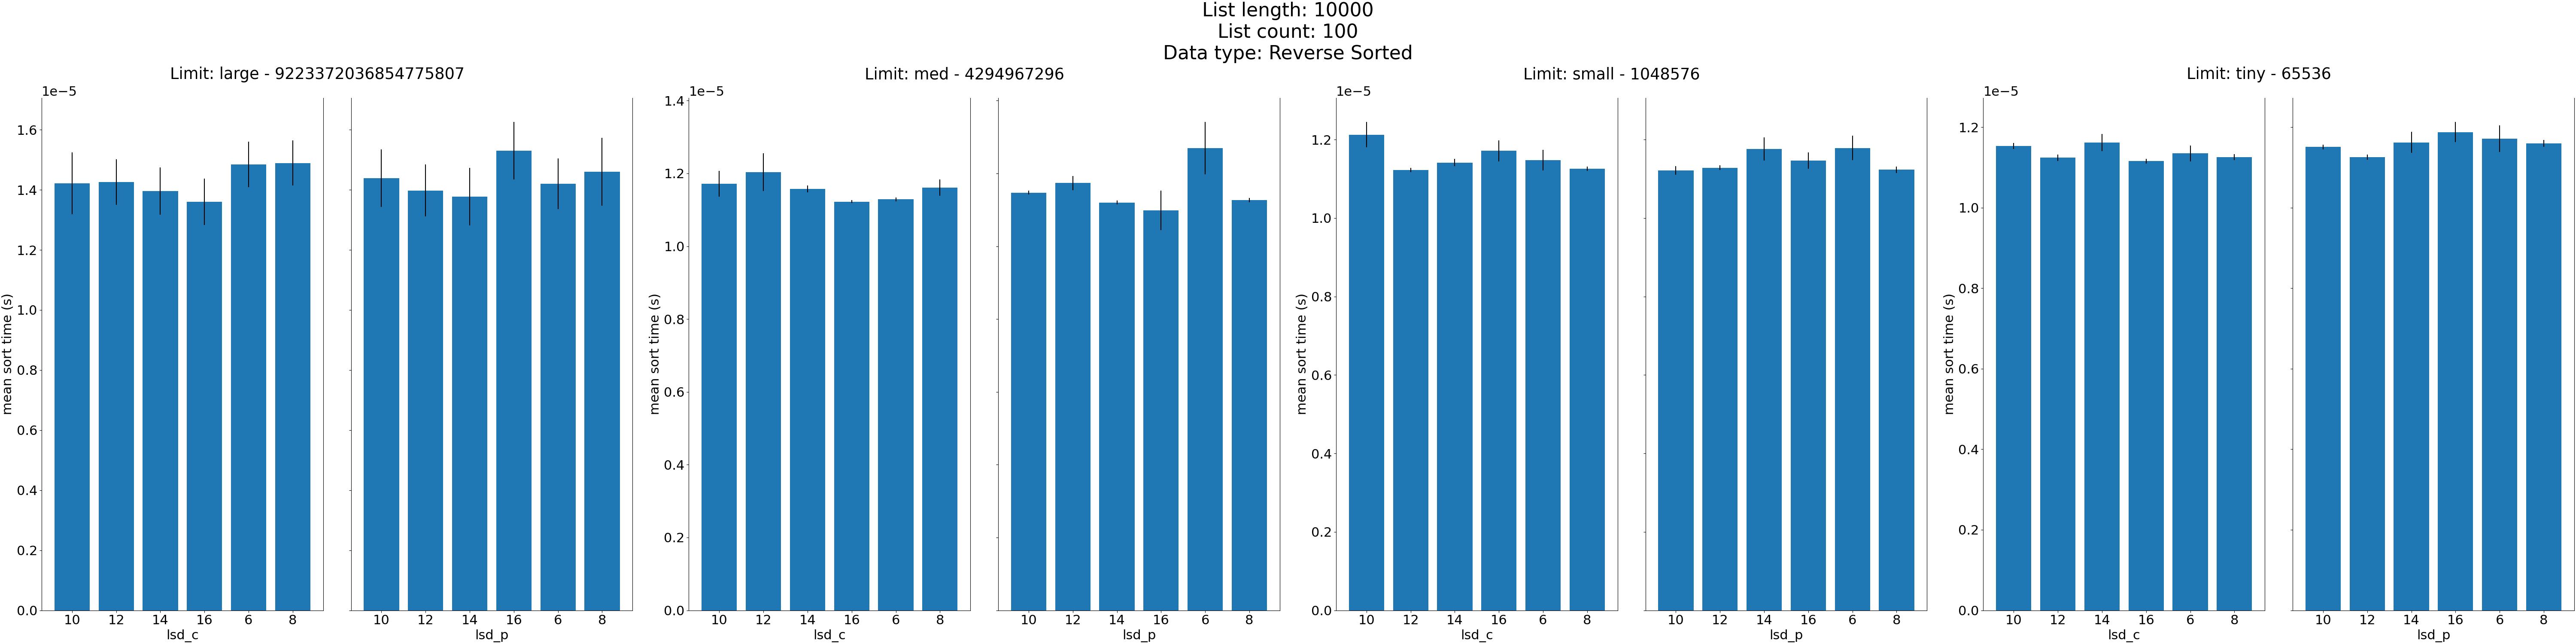 List length: 10000
List count: 100
Data type: Reverse Sorted
Limit: large - 9223372036854775807
1e−5
mean sort time (s)
1.6
1.4
1.2
1.0
0.8
0.6
0.4
0.2
0.0
10 12 14 16 6 8
lsd_c
10 12 14 16 6 8
lsd_p
Limit: med - 4294967296
1e−5
mean sort time (s)
1.4
1.2
1.0
0.8
0.6
0.4
0.2
0.0
10 12 14 16 6 8
lsd_c
10 12 14 16 6 8
lsd_p
Limit: small - 1048576
1e−5
mean sort time (s)
1.2
1.0
0.8
0.6
0.4
0.2
0.0
10 12 14 16 6 8
lsd_c
10 12 14 16 6 8
lsd_p
Limit: tiny - 65536
1e−5
mean sort time (s)
1.2
1.0
0.8
0.6
0.4
0.2
0.0
10 12 14 16 6 8
lsd_c
10 12 14 16 6 8
lsd_p